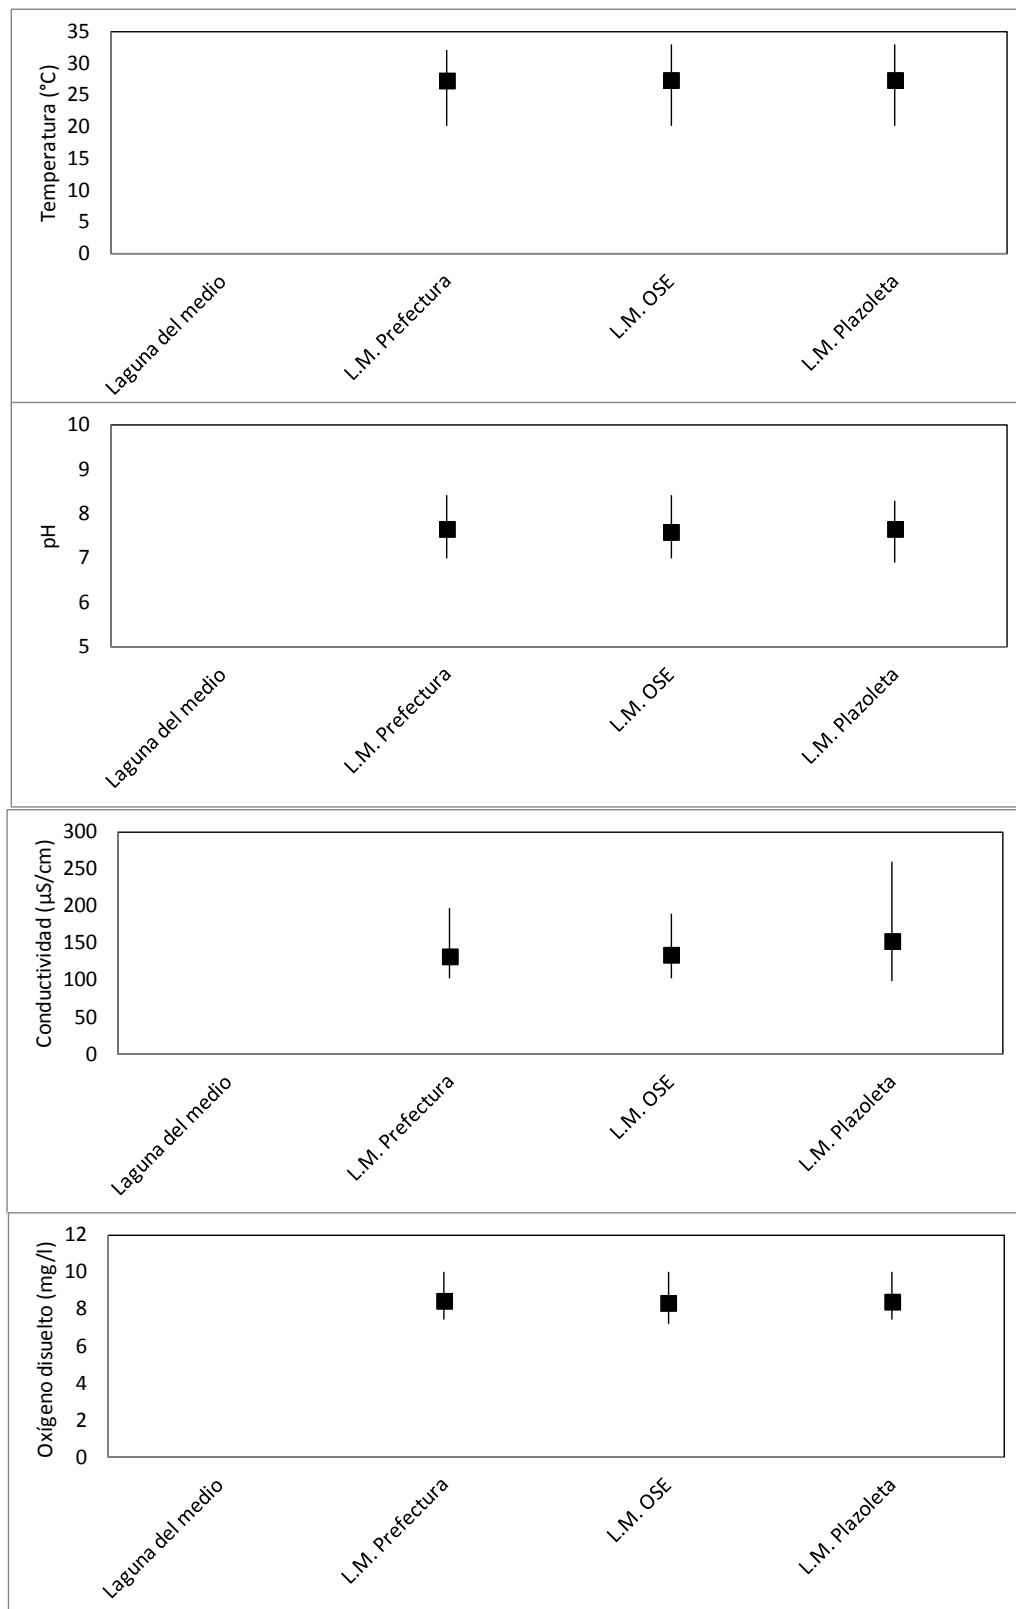 Temperatura (°C)
35
30
25
20
15
10
5
0
Laguna del medio
L.M. Prefectura
L.M. OSE
L.M. Plazoleta
pH
10
9
8
7
6
5
Laguna del medio
L.M. Prefectura
L.M. OSE
L.M. Plazoleta
Conductividad (µS/cm)
300
250
200
150
100
50
0
Laguna del medio
L.M. Prefectura
L.M. OSE
L.M. Plazoleta
Oxígeno disuelto (mg/l)
12
10
8
6
4
2
0
Laguna del medio
L.M. Prefectura
L.M. OSE
L.M. Plazoleta